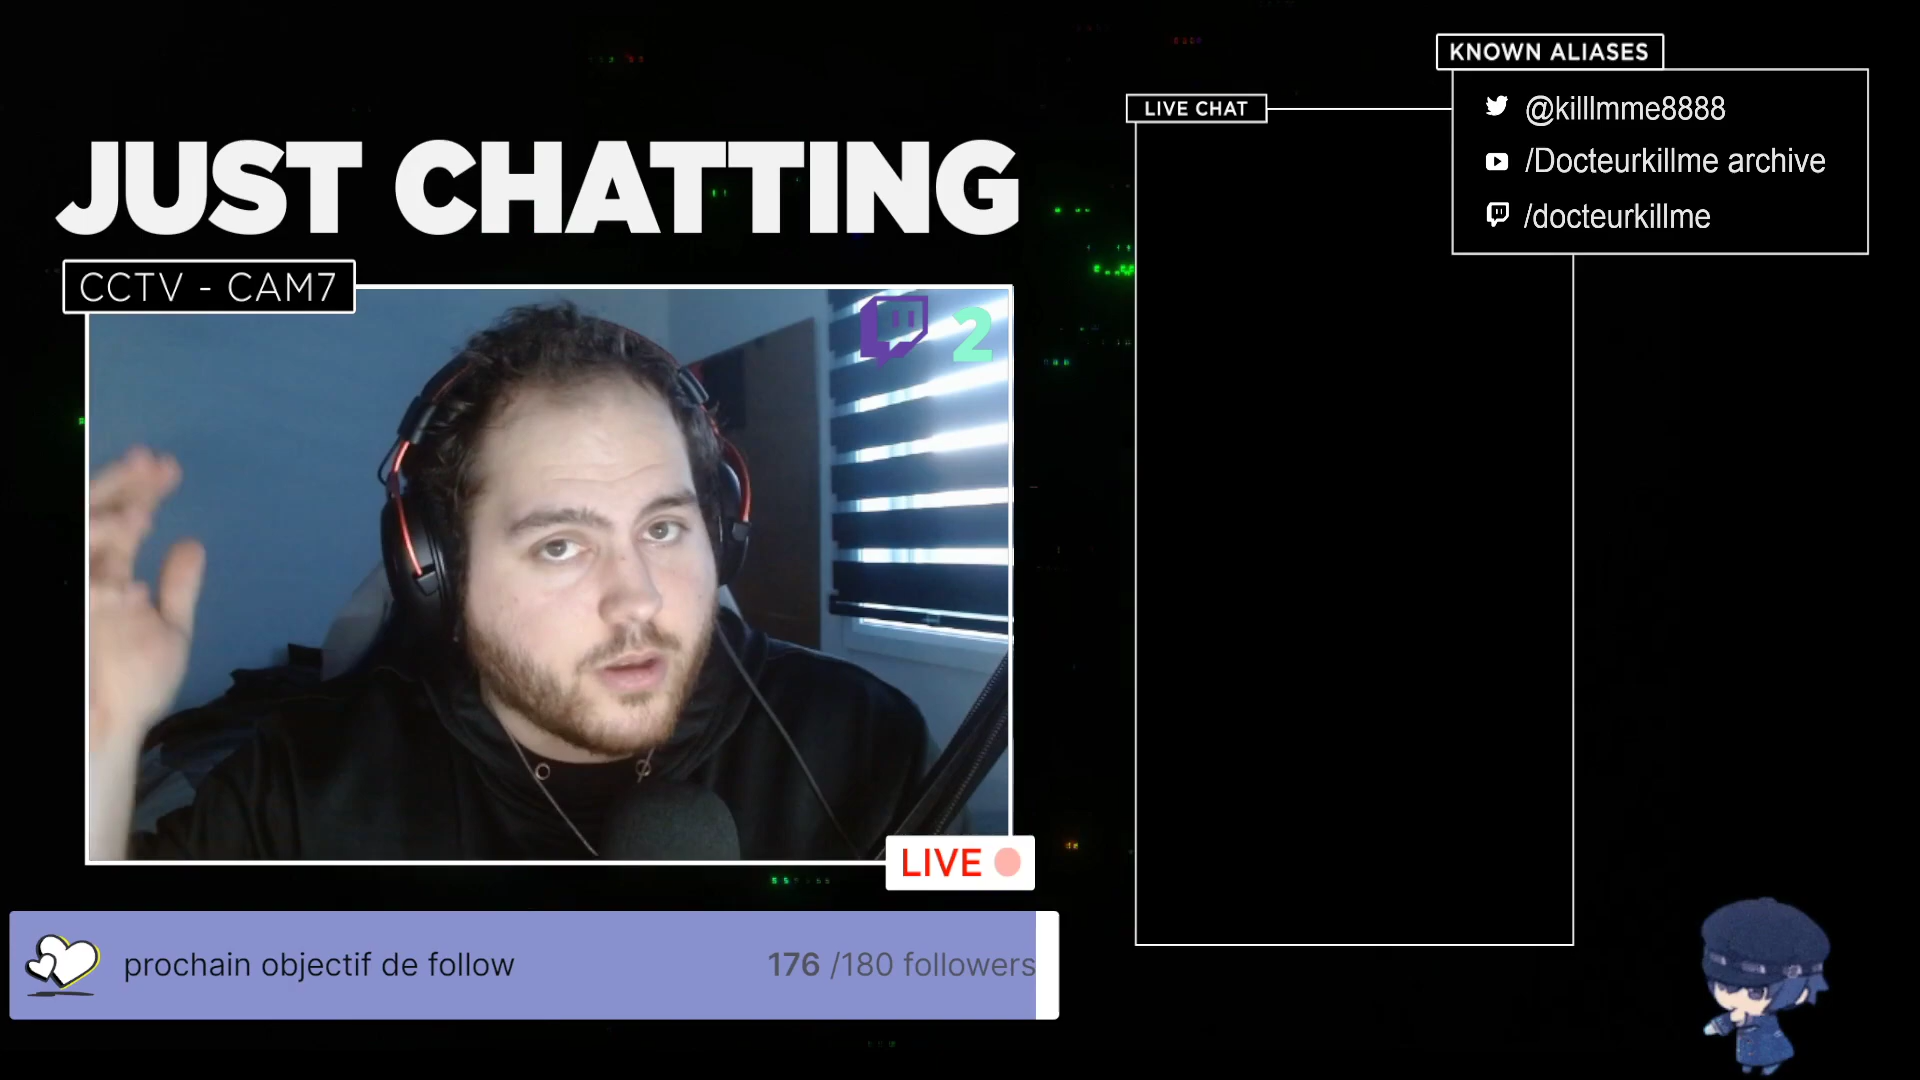 KNOWN ALIASES
@killlmme8888
/Docteurkillme archive
/docteurkillme
LIVE CHAT
JUST CHATTING
CCTV - CAM7
2
LIVE
prochain objectif de follow
176 /180 followers